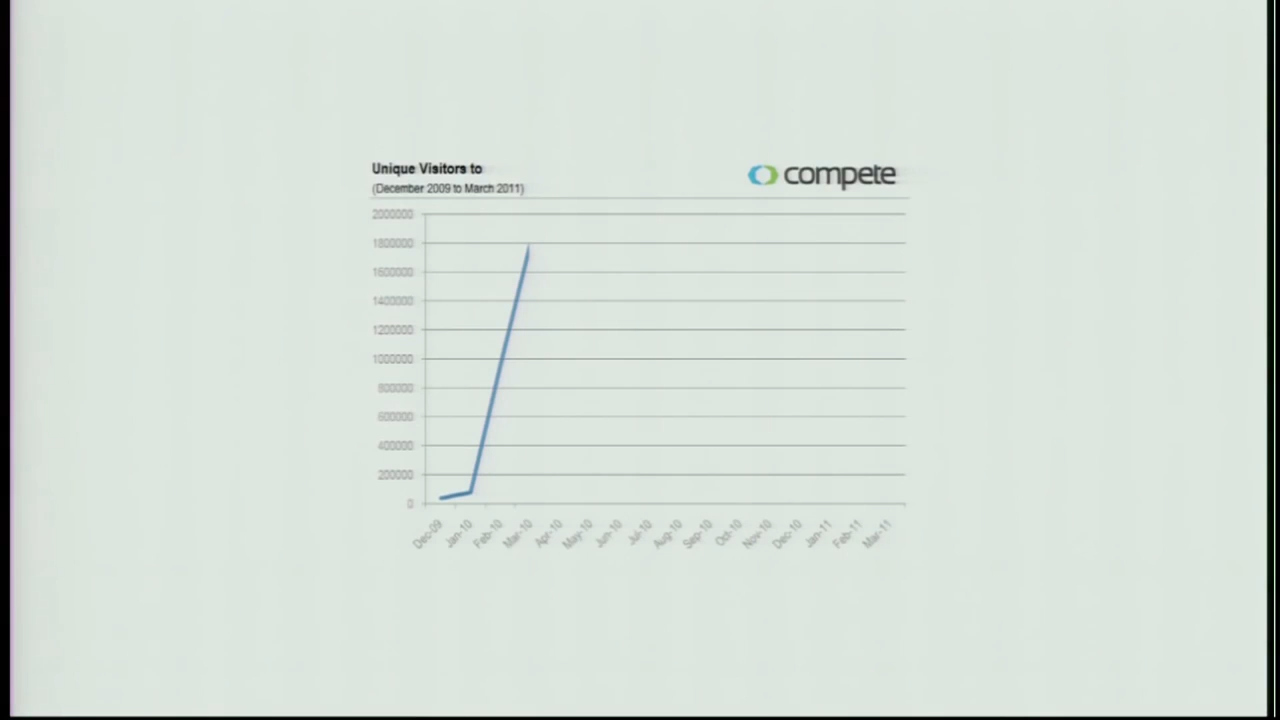 Unique Visitors to
compete
(December 2009 to March 2011)
2000000
1800000
1600000
1400000
1200000
1000000
800000
600000
400000
200000
0
Dec-09 Jan-10 Feb-10 Mar-10 Apr-10 May-10 Jun-10 Jul-10 Aug-10 Sep-10 Oct-10 Nov-10 Dec-10 Jan-11 Feb-11 Mar-11